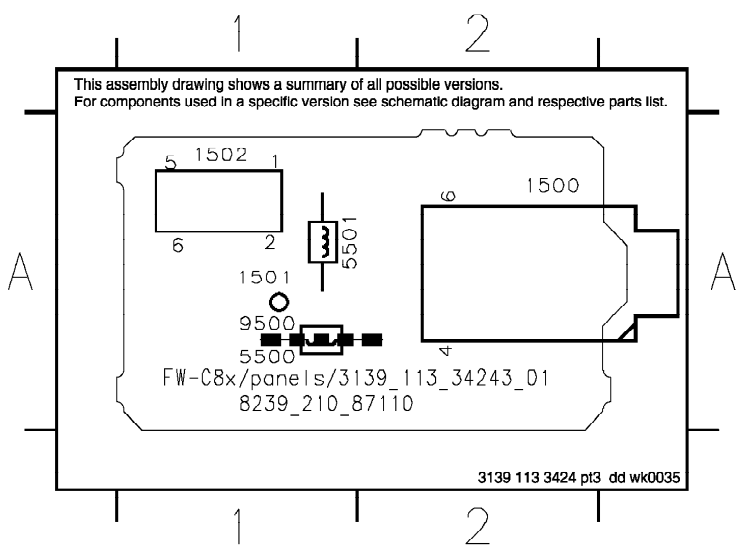 1 2
This assembly drawing shows a summary of all possible versions.
For components used in a specific version see schematic diagram and respective parts list.
5 1502 1
6 1500
6 2
5501
A A
1501
9500
5500
4
FW-C8x/panels/3139_113_34243_01
8239_210_87110
3139 113 3424 pt3 dd wk0035
1 2